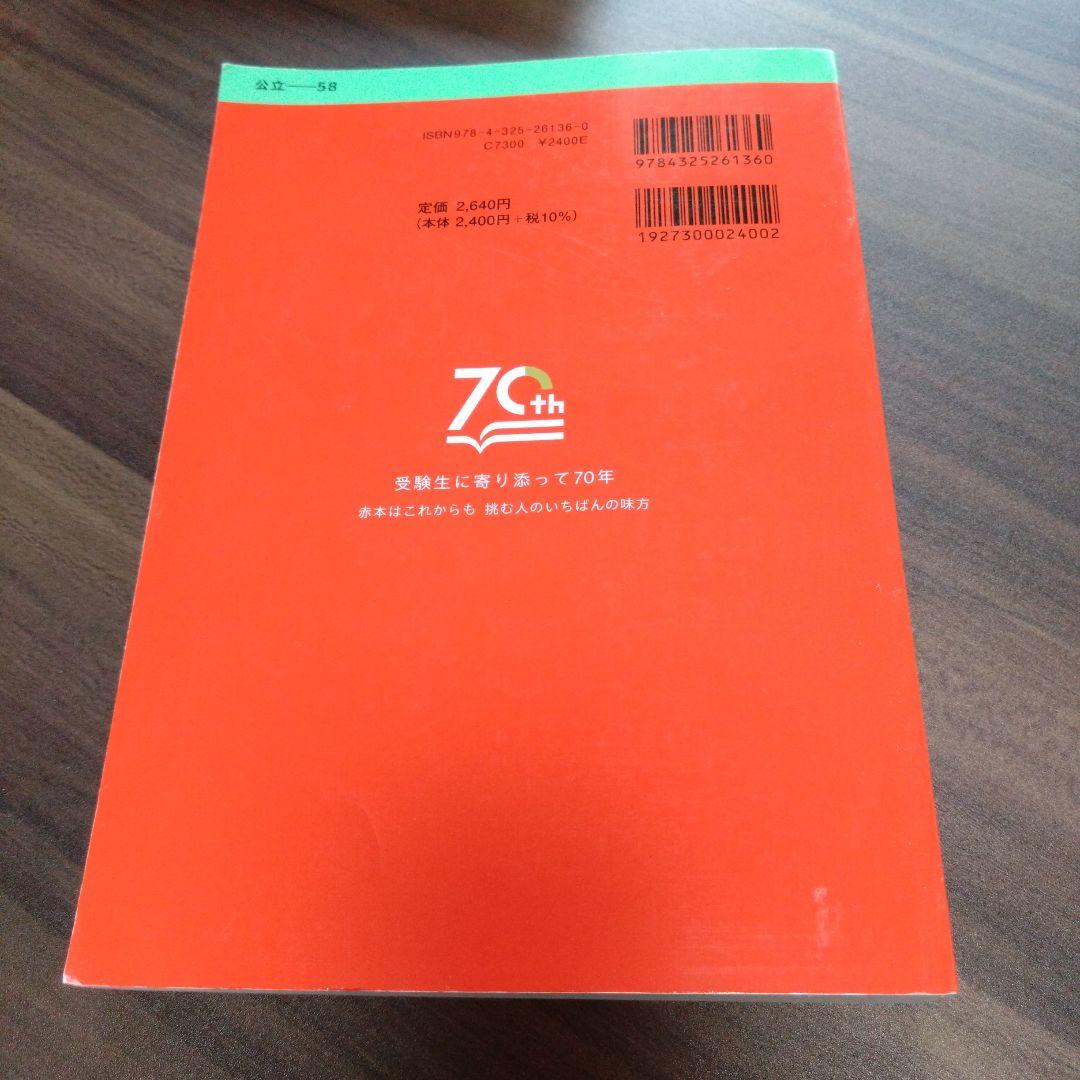 公立——58
ISBN978-4-325-26136-0
C7300 ¥2400E
9784325261360
定価 2,640円
(本体 2,400円+税10%)
1927300024002
70th
受験生に寄り添って70年
赤本はこれからも 挑む人のいちばんの味方